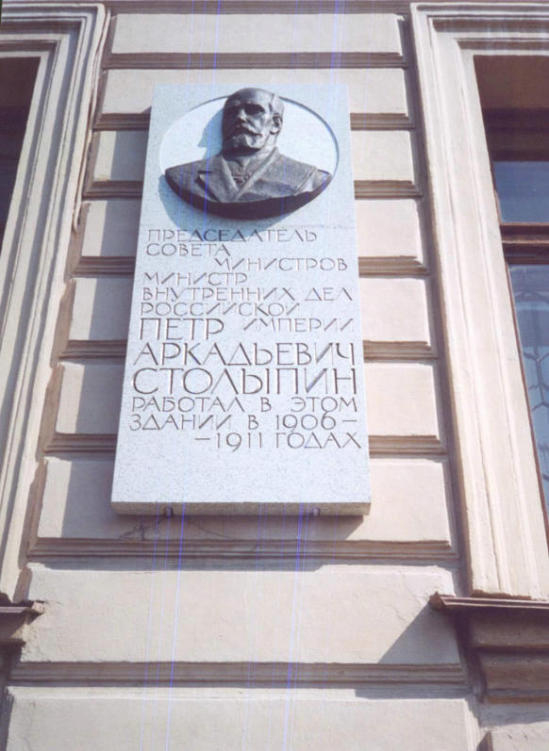 ПРЕДСЕДАТЕЛЬ
СОВЕТА
МИНИСТРОВ
МИНИСТР
ВНУТРЕННИХ ДЕЛ
РОССИЙСКОЙ
ИМПЕРИИ
ПЕТР
АРКАДЬЕВИЧ
СТОЛЫПИН
РАБОТАЛ В ЭТОМ
ЗДАНИИ В 1906–
–1911 ГОДАХ